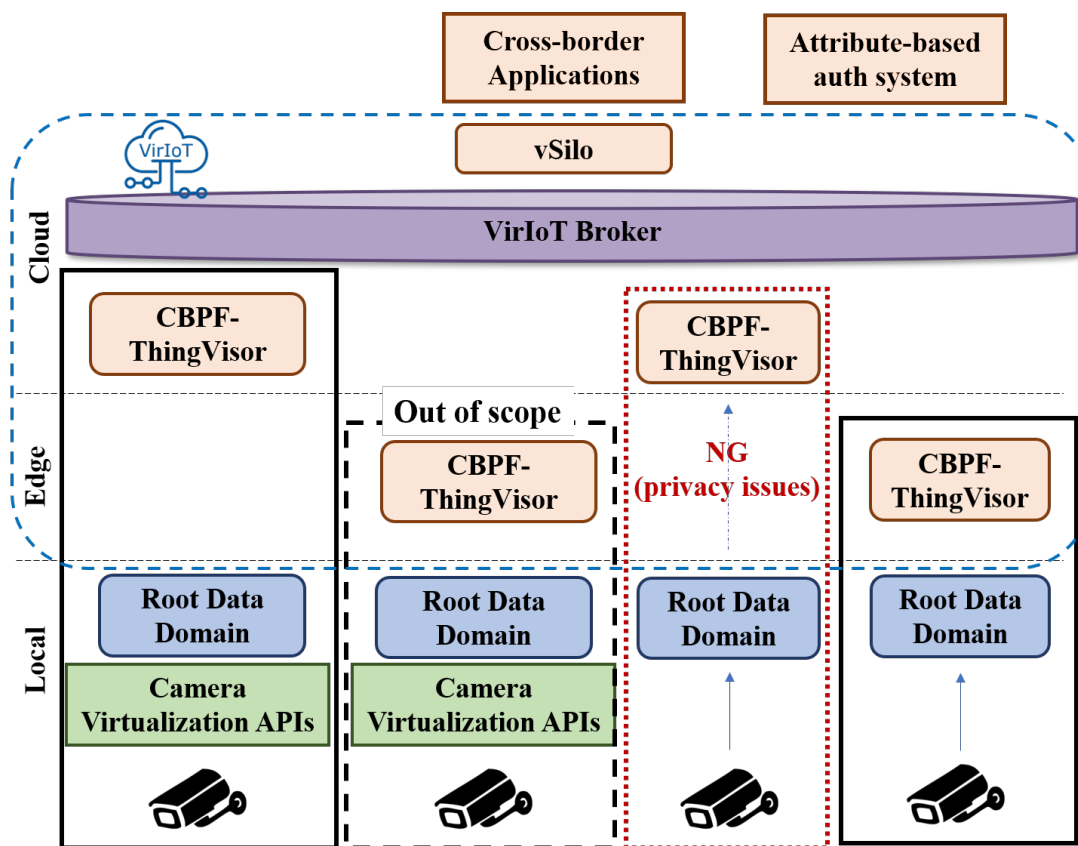 Cross-border
Applications
Attribute-based
auth system
VirIoT
vSilo
VirIoT Broker
Cloud
CBPF-
ThingVisor
CBPF-
ThingVisor
Out of scope
Edge
CBPF-
ThingVisor
NG
(privacy issues)
CBPF-
ThingVisor
Local
Root Data
Domain
Root Data
Domain
Root Data
Domain
Root Data
Domain
Camera
Virtualization APIs
Camera
Virtualization APIs